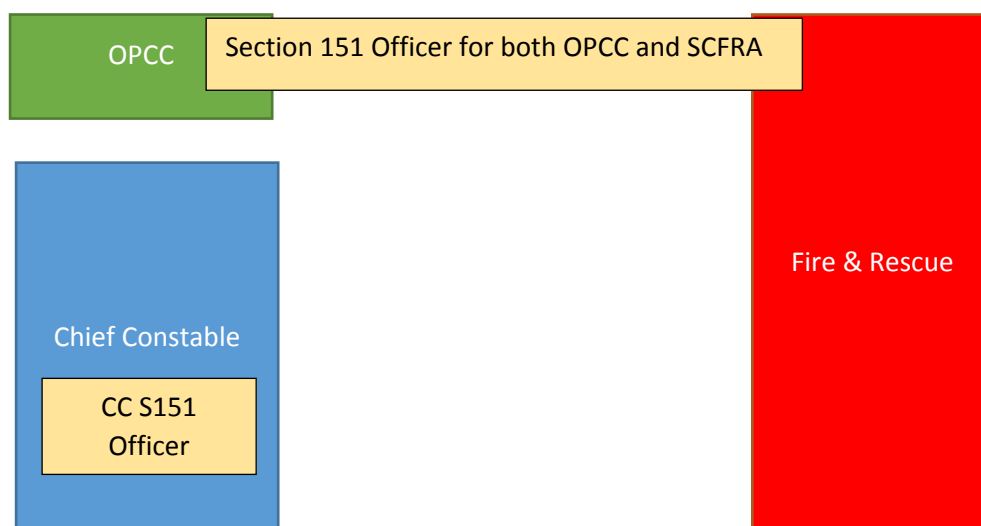 OPCC
Section 151 Officer for both OPCC and SCFRA
Fire & Rescue
Chief Constable
CC S151
Officer